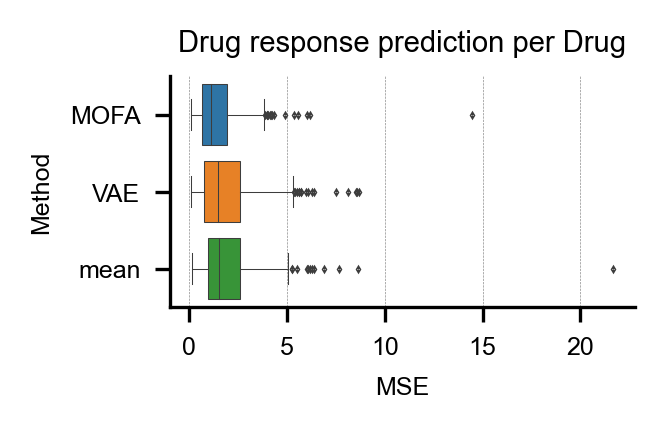 Drug response prediction per Drug
MOFA
VAE
mean
Method
0 5 10 15 20
MSE